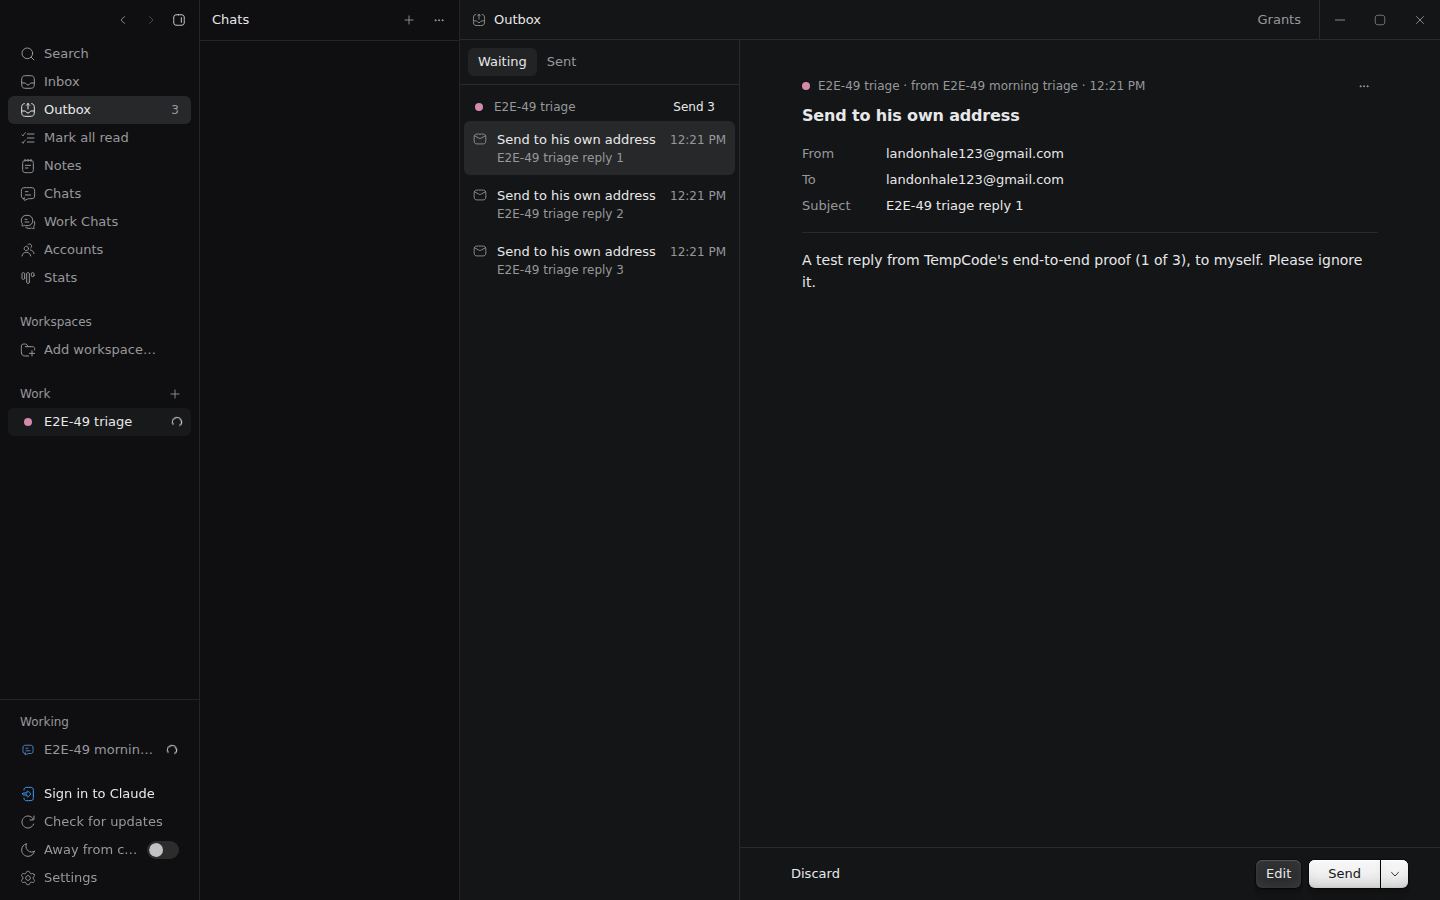 Search
Inbox
Outbox 3
Mark all read
Notes
Chats
Work Chats
Accounts
Stats
Workspaces
Add workspace…
Work
E2E-49 triage
Working
E2E-49 mornin…
Sign in to Claude
Check for updates
Away from c…
Settings
Chats
Outbox
Grants
Waiting Sent
E2E-49 triage Send 3
Send to his own address 12:21 PM
E2E-49 triage reply 1
Send to his own address 12:21 PM
E2E-49 triage reply 2
Send to his own address 12:21 PM
E2E-49 triage reply 3
E2E-49 triage · from E2E-49 morning triage · 12:21 PM
Send to his own address
From landonhale123@gmail.com
To landonhale123@gmail.com
Subject E2E-49 triage reply 1
A test reply from TempCode's end-to-end proof (1 of 3), to myself. Please ignore
it.
Discard Edit Send